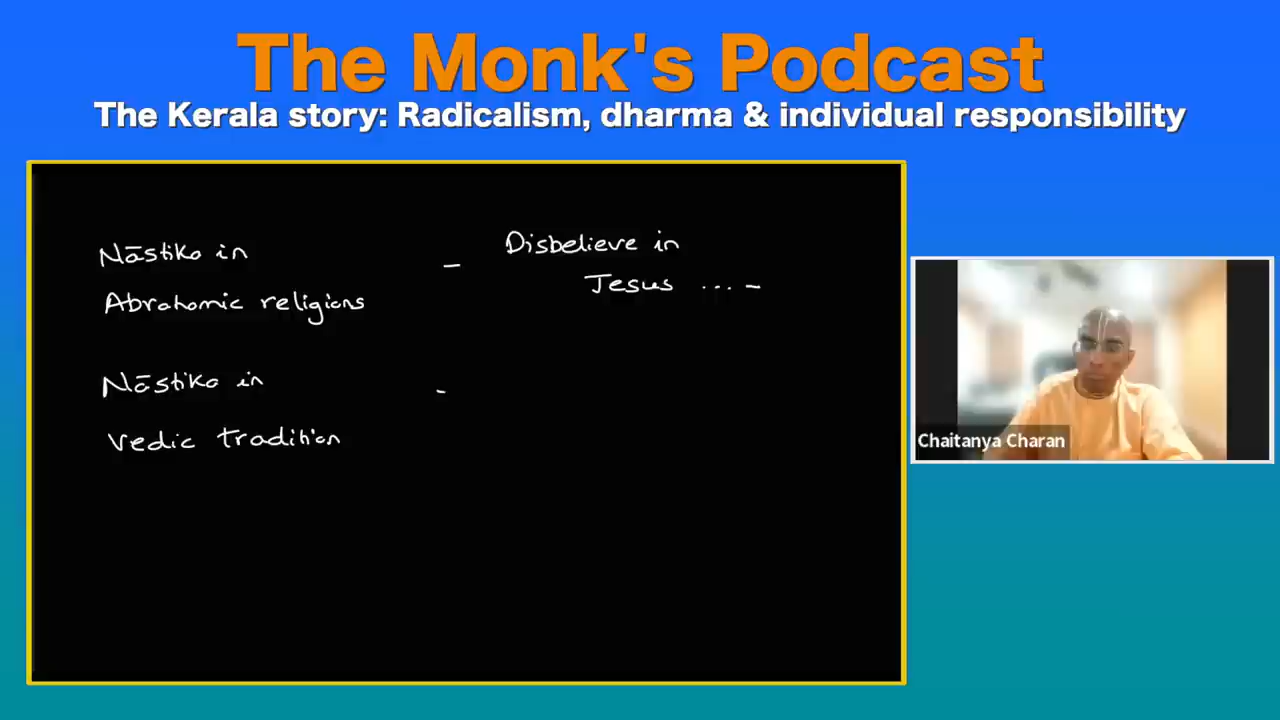 The Monk's Podcast
The Kerala story: Radicalism, dharma & individual responsibility
Nāstika in
Abrahamic religions
- Disbelieve in
Jesus ... -
Nāstika in
Vedic tradition
-
Chaitanya Charan